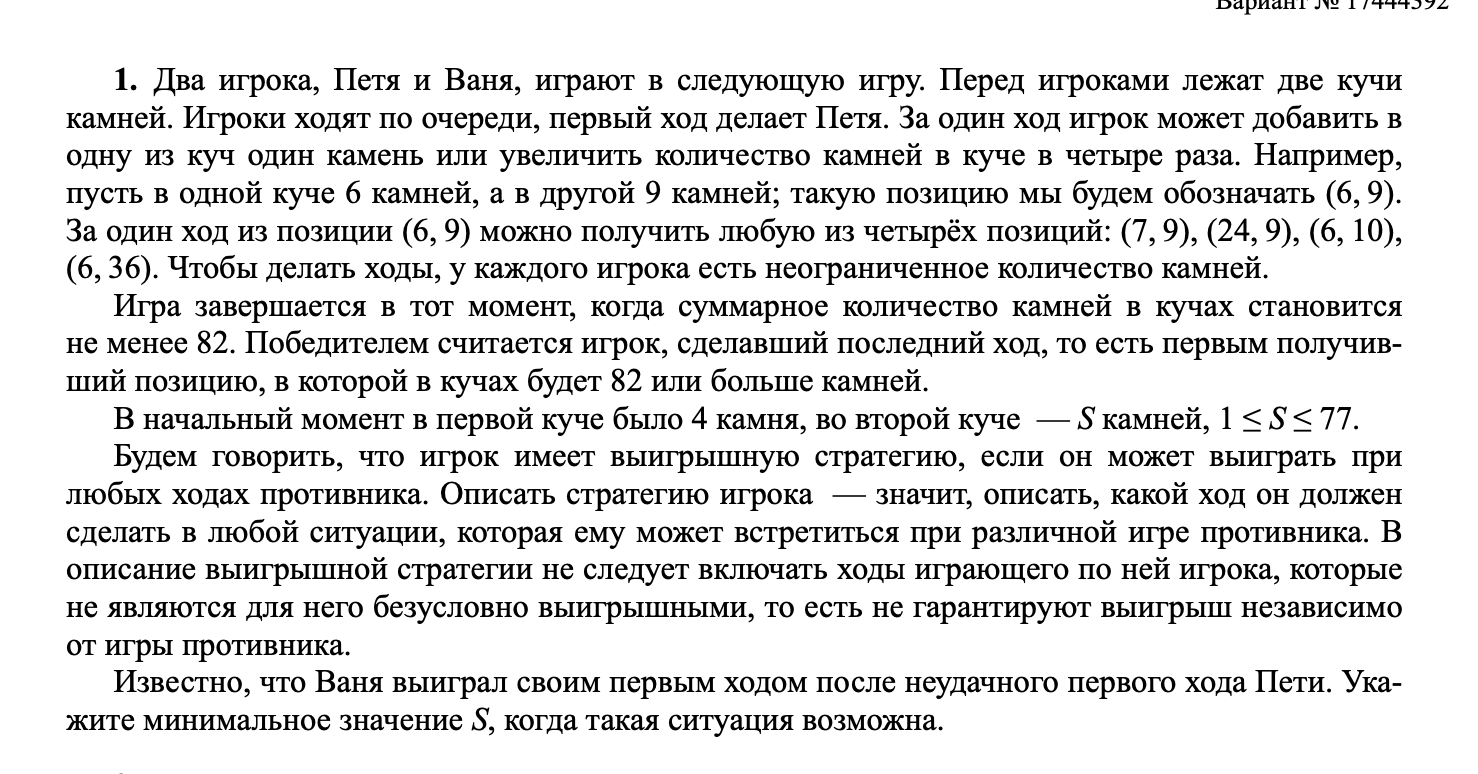 Вариант № 17444392
1. Два игрока, Петя и Ваня, играют в следующую игру. Перед игроками лежат две кучи
камней. Игроки ходят по очереди, первый ход делает Петя. За один ход игрок может добавить в
одну из куч один камень или увеличить количество камней в куче в четыре раза. Например,
пусть в одной куче 6 камней, а в другой 9 камней; такую позицию мы будем обозначать (6, 9).
За один ход из позиции (6, 9) можно получить любую из четырёх позиций: (7, 9), (24, 9), (6, 10),
(6, 36). Чтобы делать ходы, у каждого игрока есть неограниченное количество камней.
Игра завершается в тот момент, когда суммарное количество камней в кучах становится
не менее 82. Победителем считается игрок, сделавший последний ход, то есть первым получив-
ший позицию, в которой в кучах будет 82 или больше камней.
В начальный момент в первой куче было 4 камня, во второй куче — S камней, 1 ≤ S ≤ 77.
Будем говорить, что игрок имеет выигрышную стратегию, если он может выиграть при
любых ходах противника. Описать стратегию игрока — значит, описать, какой ход он должен
сделать в любой ситуации, которая ему может встретиться при различной игре противника. В
описание выигрышной стратегии не следует включать ходы играющего по ней игрока, которые
не являются для него безусловно выигрышными, то есть не гарантируют выигрыш независимо
от игры противника.
Известно, что Ваня выиграл своим первым ходом после неудачного первого хода Пети. Ука-
жите минимальное значение S, когда такая ситуация возможна.